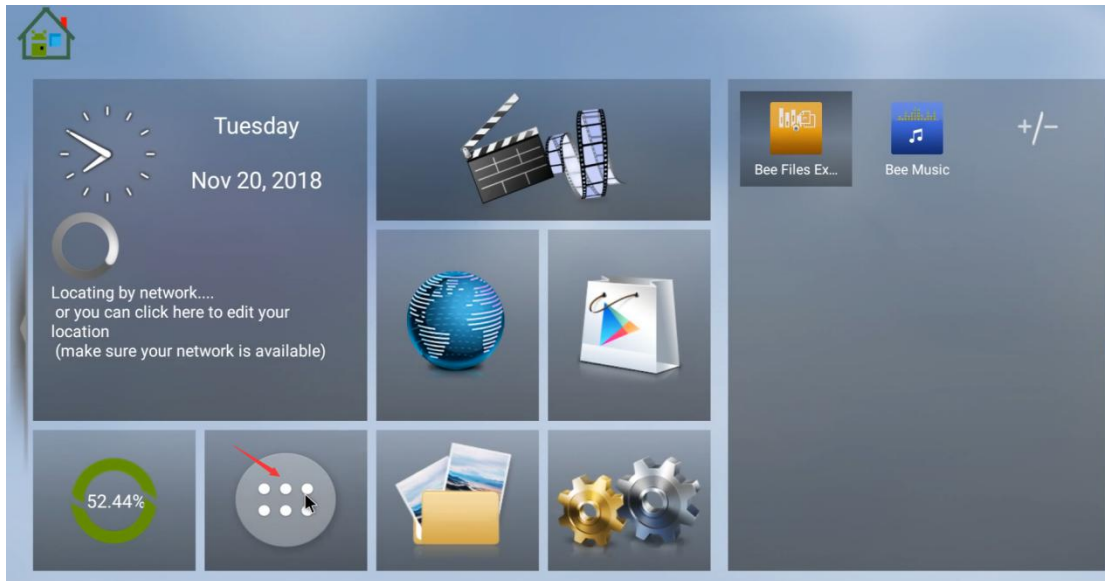 Tuesday
Nov 20, 2018
Locating by network....
or you can click here to edit your
location
(make sure your network is available)
52.44%
Bee Files Ex...
Bee Music
+/−